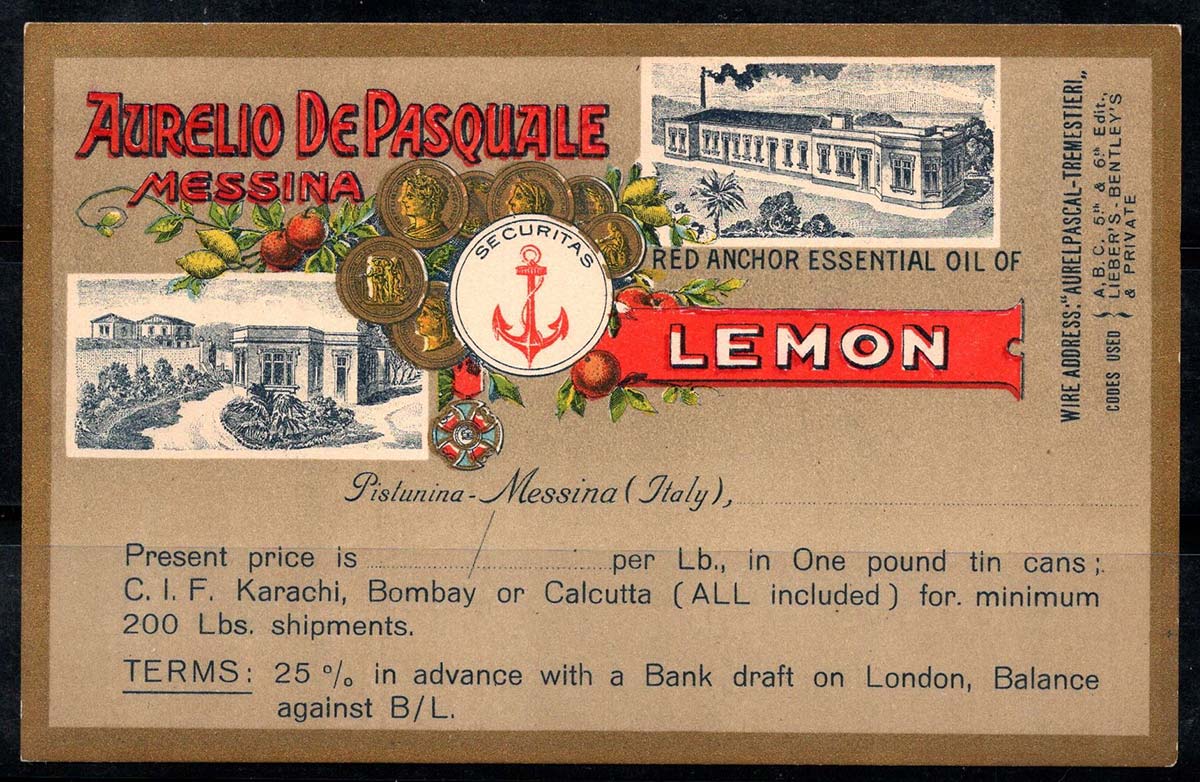 AURELIO DE PASQUALE
MESSINA
SECURITAS
RED ANCHOR ESSENTIAL OIL OF
LEMON
WIRE ADDRESS: "AURELPASCAL-TREMESTIERI„
CODES USED } A. B. C. 5th & 6th Edit.,
LIEBER'S - BENTLEY'S
& PRIVATE
Pistunina - Messina (Italy),
Present price is per Lb., in One pound tin cans;
C. I. F. Karachi, Bombay or Calcutta (ALL included) for. minimum
200 Lbs. shipments.
TERMS: 25 % in advance with a Bank draft on London, Balance
against B/L.